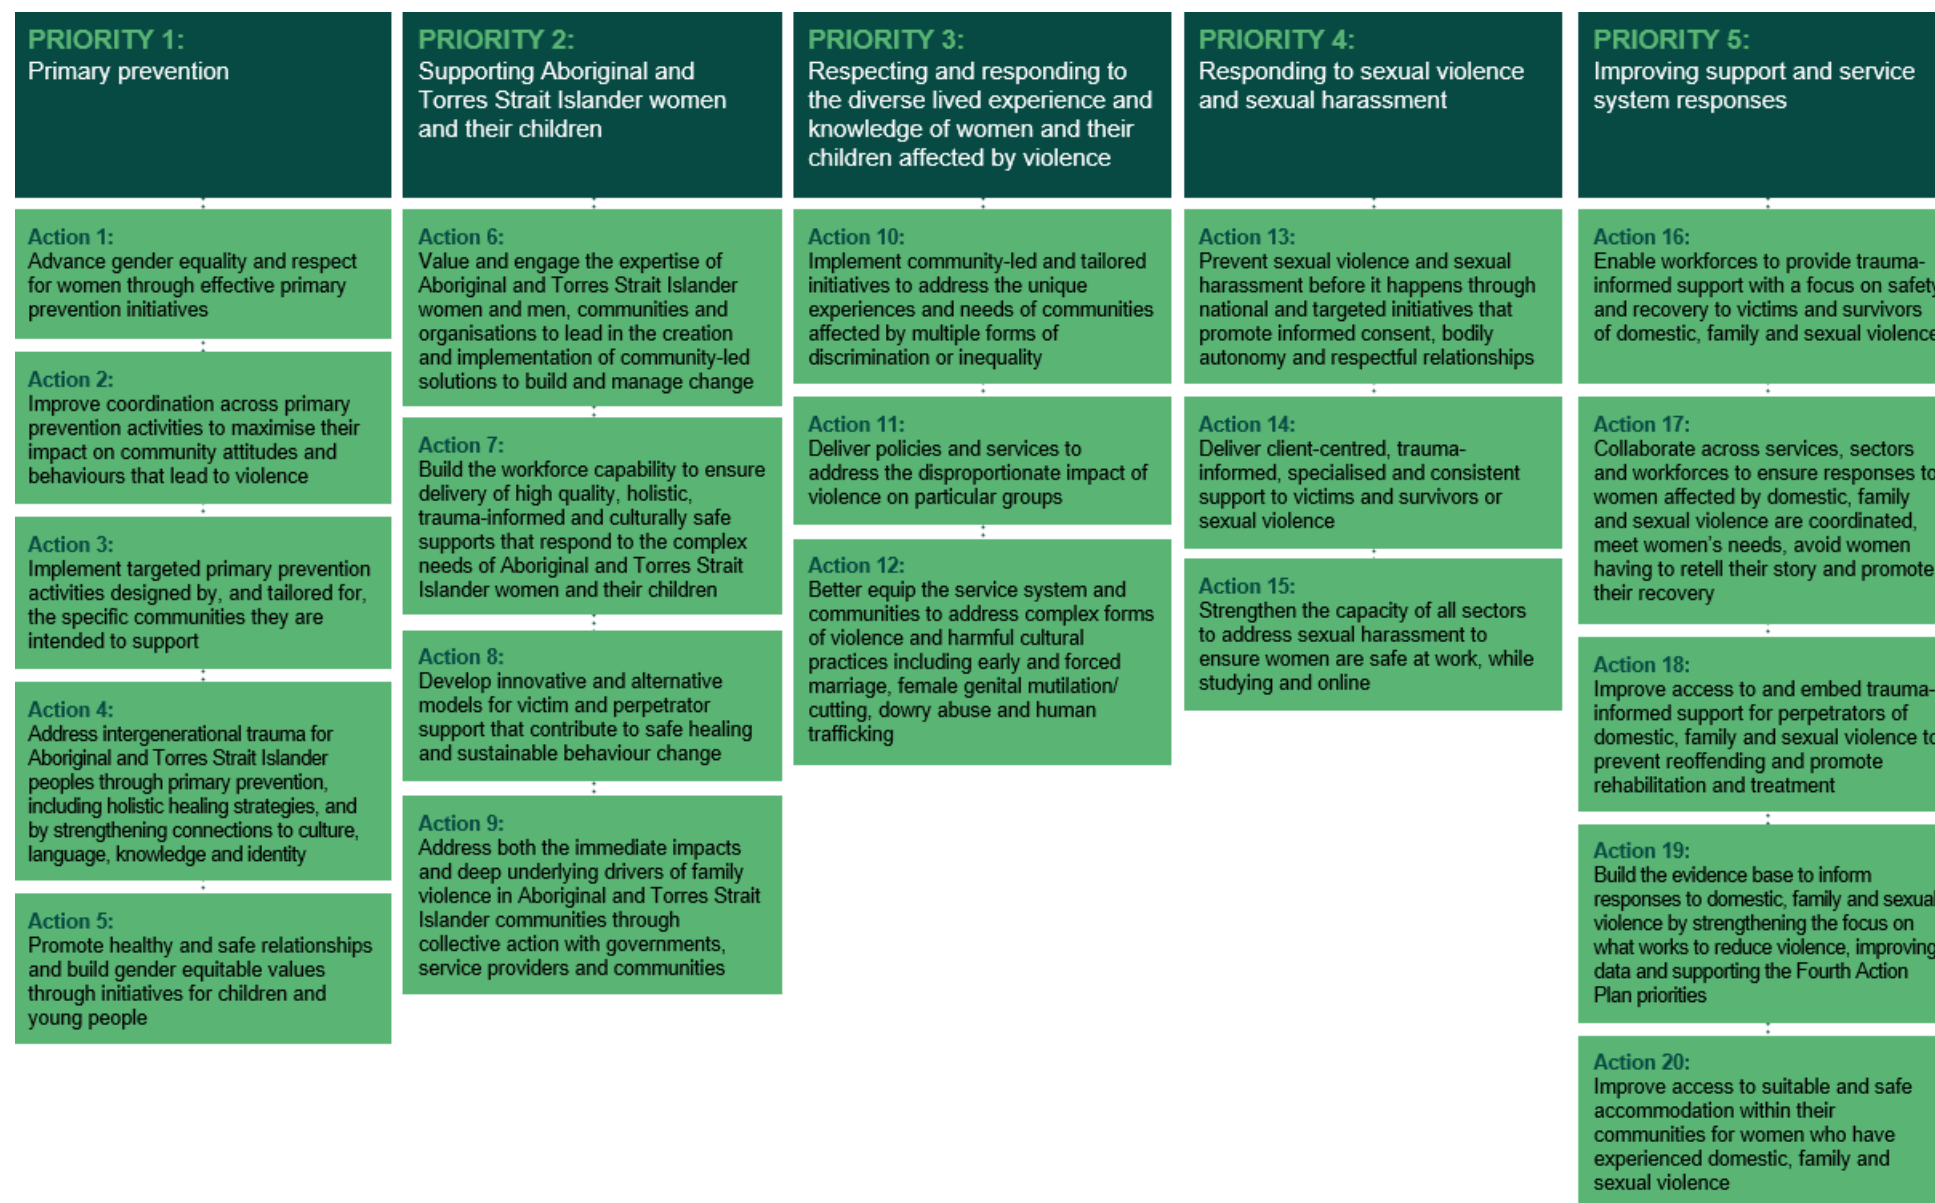 PRIORITY 1:
Primary prevention
Action 1:
Advance gender equality and respect
for women through effective primary
prevention initiatives
Action 2:
Improve coordination across primary
prevention activities to maximise their
impact on community attitudes and
behaviours that lead to violence
Action 3:
Implement targeted primary prevention
activities designed by, and tailored for,
the specific communities they are
intended to support
Action 4:
Address intergenerational trauma for
Aboriginal and Torres Strait Islander
peoples through primary prevention,
including holistic healing strategies, and
by strengthening connections to culture,
language, knowledge and identity
Action 5:
Promote healthy and safe relationships
and build gender equitable values
through initiatives for children and
young people
PRIORITY 2:
Supporting Aboriginal and
Torres Strait Islander women
and their children
Action 6:
Value and engage the expertise of
Aboriginal and Torres Strait Islander
women and men, communities and
organisations to lead in the creation
and implementation of community-led
solutions to build and manage change
Action 7:
Build the workforce capability to ensure
delivery of high quality, holistic,
trauma-informed and culturally safe
supports that respond to the complex
needs of Aboriginal and Torres Strait
Islander women and their children
Action 8:
Develop innovative and alternative
models for victim and perpetrator
support that contribute to safe healing
and sustainable behaviour change
Action 9:
Address both the immediate impacts
and deep underlying drivers of family
violence in Aboriginal and Torres Strait
Islander communities through
collective action with governments,
service providers and communities
PRIORITY 3:
Respecting and responding to
the diverse lived experience and
knowledge of women and their
children affected by violence
Action 10:
Implement community-led and tailored
initiatives to address the unique
experiences and needs of communities
affected by multiple forms of
discrimination or inequality
Action 11:
Deliver policies and services to
address the disproportionate impact of
violence on particular groups
Action 12:
Better equip the service system and
communities to address complex forms
of violence and harmful cultural
practices including early and forced
marriage, female genital mutilation/
cutting, dowry abuse and human
trafficking
PRIORITY 4:
Responding to sexual violence
and sexual harassment
Action 13:
Prevent sexual violence and sexual
harassment before it happens through
national and targeted initiatives that
promote informed consent, bodily
autonomy and respectful relationships
Action 14:
Deliver client-centred, trauma-
informed, specialised and consistent
support to victims and survivors or
sexual violence
Action 15:
Strengthen the capacity of all sectors
to address sexual harassment to
ensure women are safe at work, while
studying and online
PRIORITY 5:
Improving support and service
system responses
Action 16:
Enable workforces to provide trauma-
informed support with a focus on safety
and recovery to victims and survivors
of domestic, family and sexual violence
Action 17:
Collaborate across services, sectors
and workforces to ensure responses to
women affected by domestic, family
and sexual violence are coordinated,
meet women's needs, avoid women
having to retell their story and promote
their recovery
Action 18:
Improve access to and embed trauma-
informed support for perpetrators of
domestic, family and sexual violence to
prevent reoffending and promote
rehabilitation and treatment
Action 19:
Build the evidence base to inform
responses to domestic, family and sexual
violence by strengthening the focus on
what works to reduce violence, improving
data and supporting the Fourth Action
Plan priorities
Action 20:
Improve access to suitable and safe
accommodation within their
communities for women who have
experienced domestic, family and
sexual violence